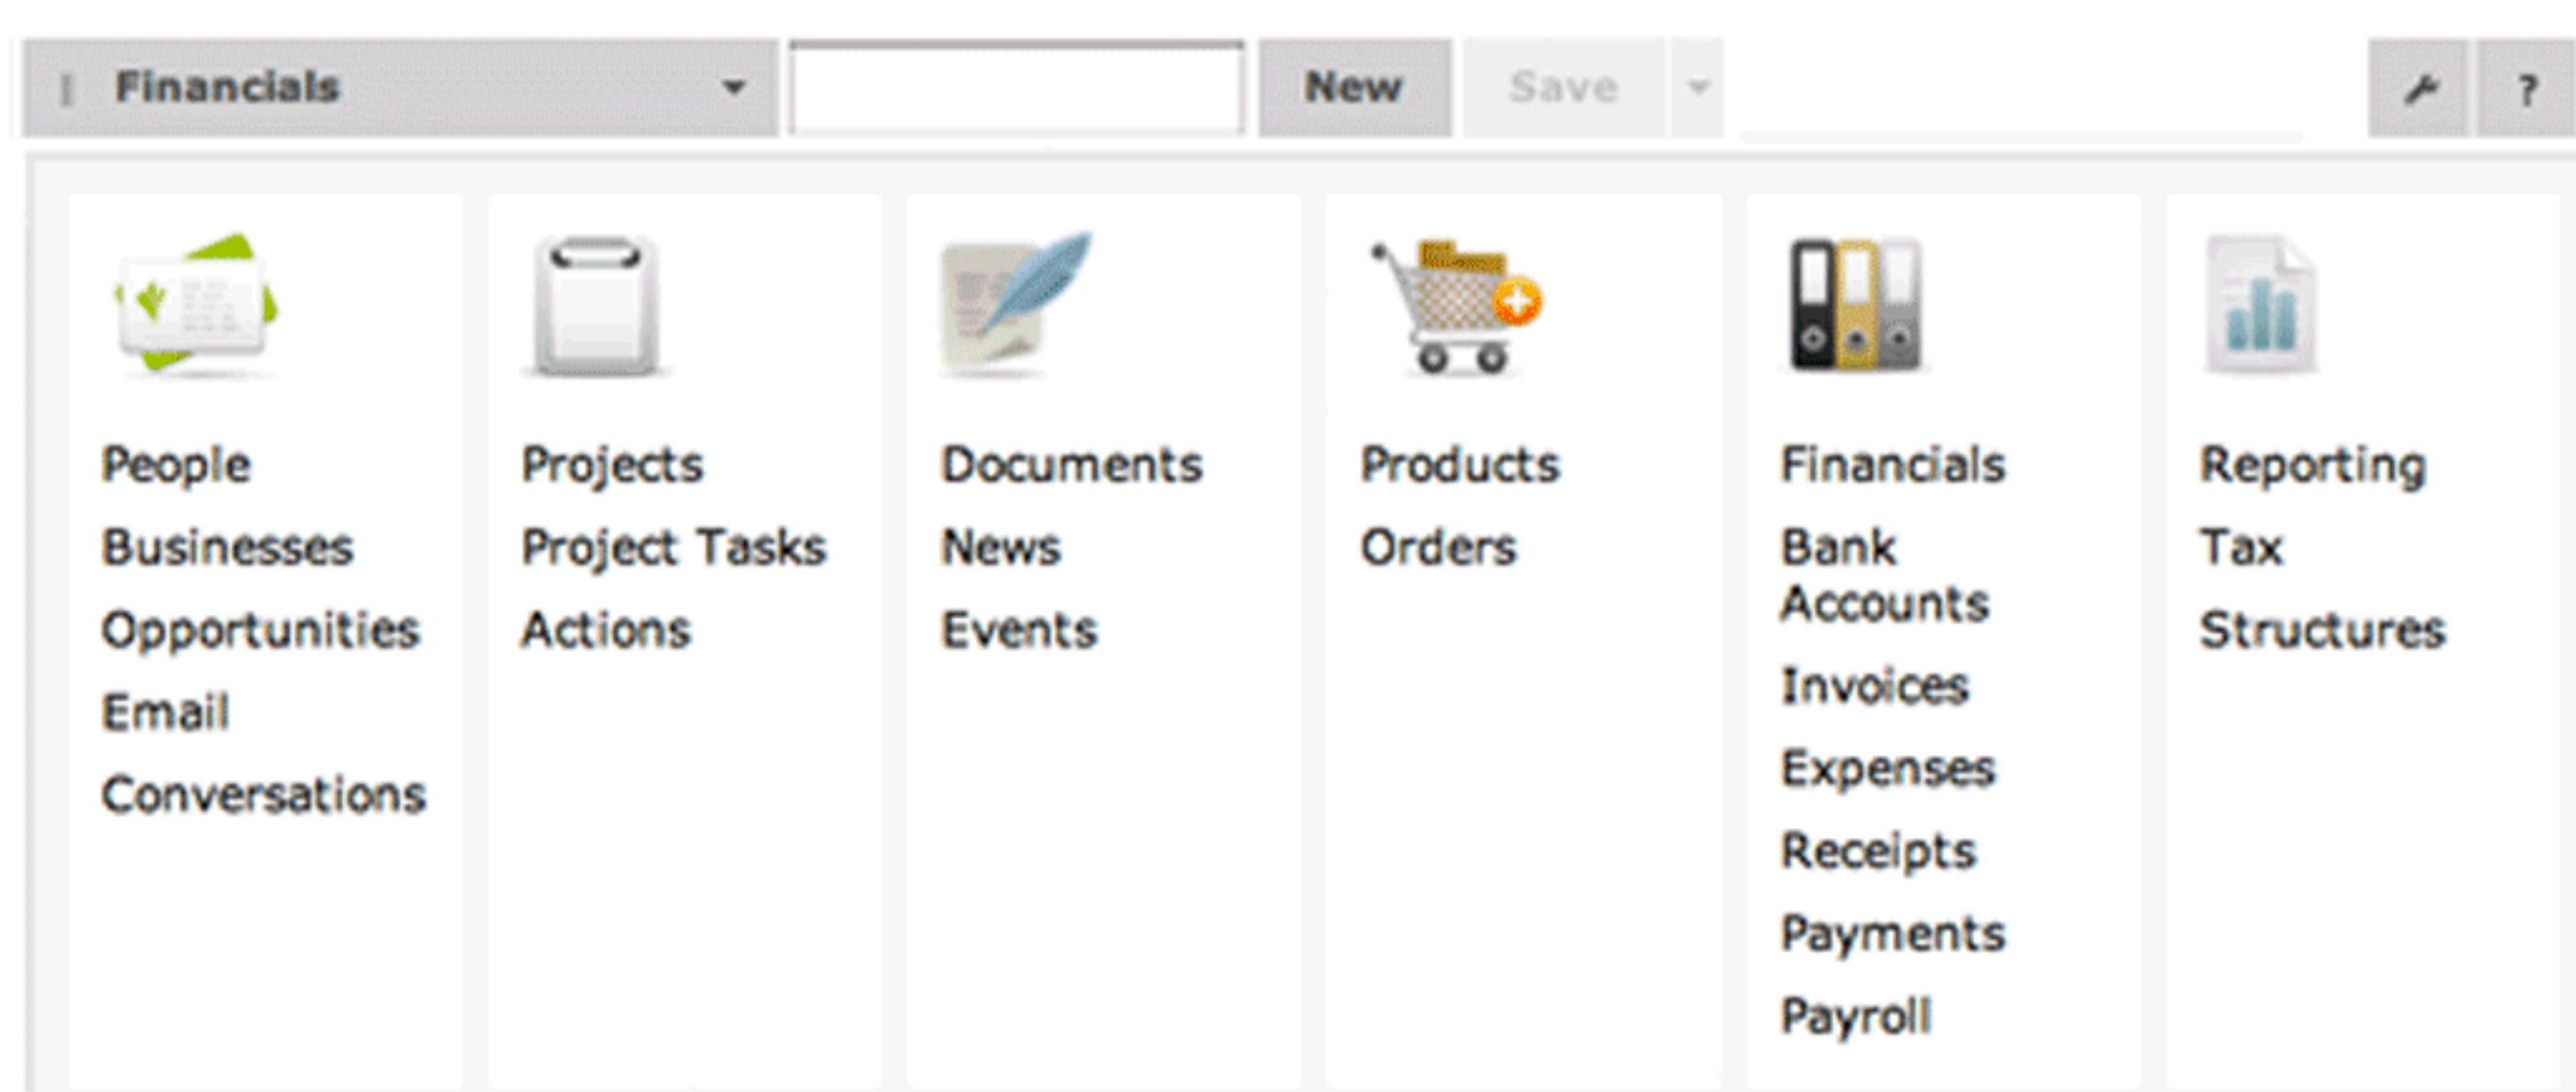 Financials
New
Save
?
People
Businesses
Opportunities
Email
Conversations
Projects
Project Tasks
Actions
Documents
News
Events
Products
Orders
Financials
Bank
Accounts
Invoices
Expenses
Receipts
Payments
Payroll
Reporting
Tax
Structures